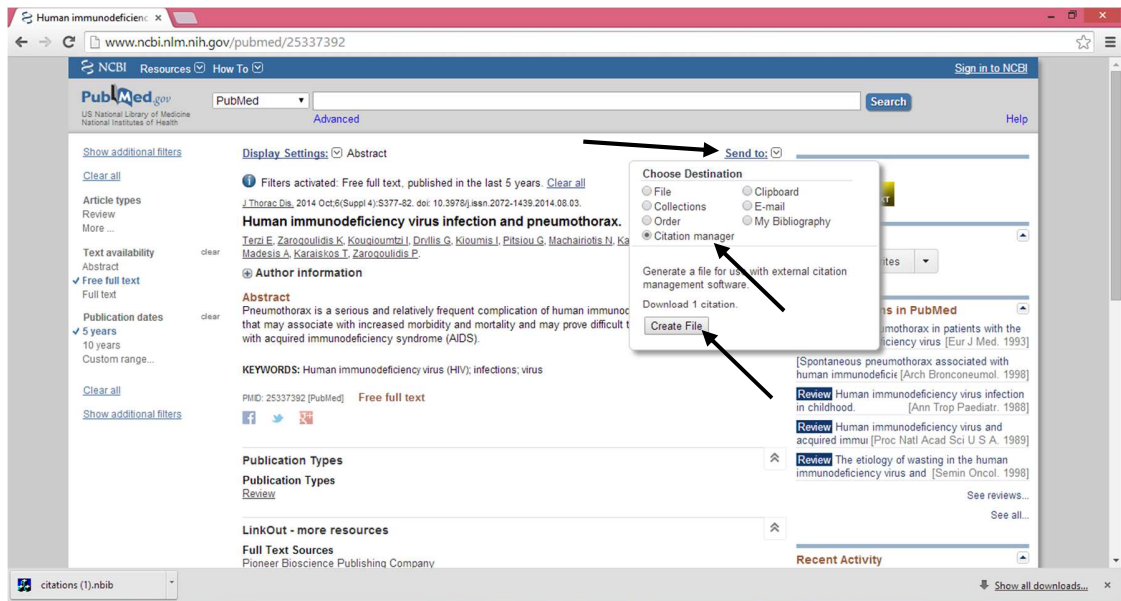 Human immunodeficienc
www.ncbi.nlm.nih.gov/pubmed/25337392
NCBI Resources How To Sign in to NCBI
PubMed.gov
US National Library of Medicine
National Institutes of Health
PubMed
Search
Advanced
Help
Show additional filters
Clear all
Article types
Review
More ...
Text availability clear
Abstract
Free full text
Full text
Publication dates clear
5 years
10 years
Custom range...
Clear all
Show additional filters
Display Settings: Abstract
Send to:
Filters activated: Free full text, published in the last 5 years. Clear all
J Thorac Dis. 2014 Oct;6(Suppl 4):S377-82. doi: 10.3978/j.issn.2072-1439.2014.08.03.
Human immunodeficiency virus infection and pneumothorax.
Terzi E, Zarogoulidis K, Kougioumtzi I, Dryllis G, Kioumis I, Pitsiou G, Machairiotis N, Ka
Madesis A, Karaiskos T, Zarogoulidis P.
Author information
Abstract
Pneumothorax is a serious and relatively frequent complication of human immunoc
that may associate with increased morbidity and mortality and may prove difficult t
with acquired immunodeficiency syndrome (AIDS).
KEYWORDS: Human immunodeficiency virus (HIV); infections; virus
PMID: 25337392 [PubMed] Free full text
Publication Types
Publication Types
Review
LinkOut - more resources
Full Text Sources
Pioneer Bioscience Publishing Company
Choose Destination
File Clipboard
Collections E-mail
Order My Bibliography
Citation manager
Generate a file for use with external citation
management software.
Download 1 citation.
Create File
rites
ns in PubMed
umothorax in patients with the
iciency virus [Eur J Med. 1993]
[Spontaneous pneumothorax associated with
human immunodeficie [Arch Bronconeumol. 1998]
Review Human immunodeficiency virus infection
in childhood. [Ann Trop Paediatr. 1988]
Review Human immunodeficiency virus and
acquired immu [Proc Natl Acad Sci U S A. 1989]
Review The etiology of wasting in the human
immunodeficiency virus and [Semin Oncol. 1998]
See reviews...
See all...
Recent Activity
citations (1).nbib
Show all downloads...